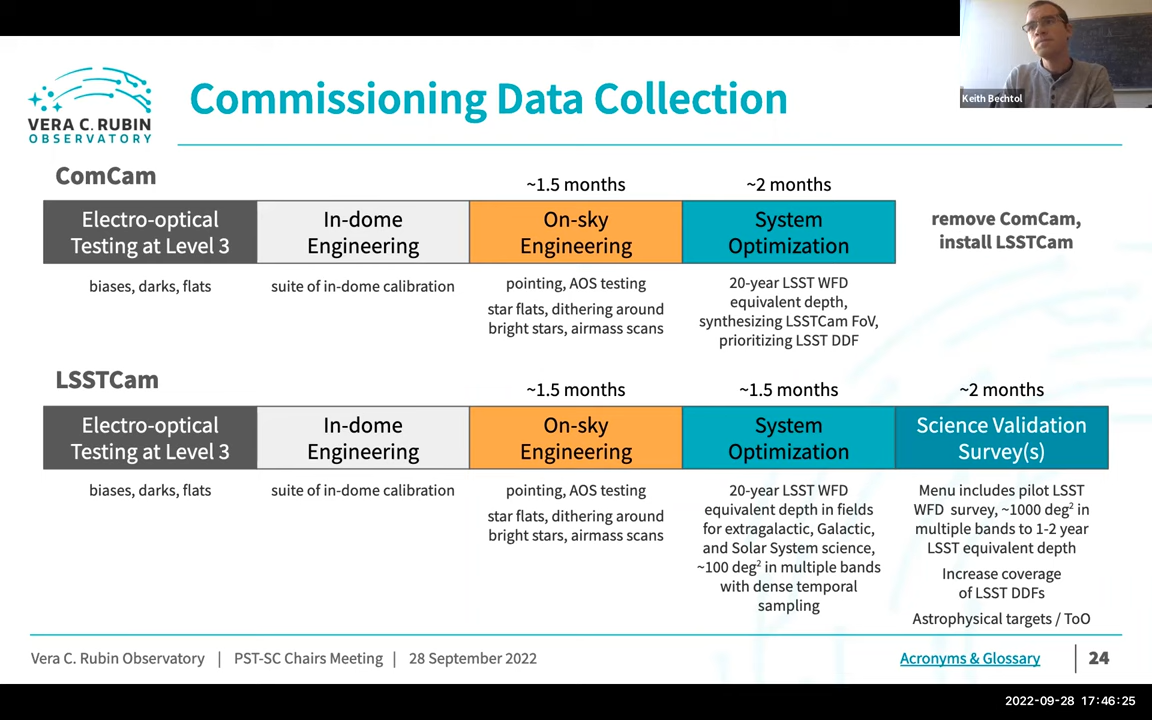 Keith Bechtol
VERA C. RUBIN
OBSERVATORY
Commissioning Data Collection
ComCam
~1.5 months
~2 months
Electro-optical
Testing at Level 3
In-dome
Engineering
On-sky
Engineering
System
Optimization
remove ComCam,
install LSSTCam
biases, darks, flats
suite of in-dome calibration
pointing, AOS testing
star flats, dithering around
bright stars, airmass scans
20-year LSST WFD
equivalent depth,
synthesizing LSSTCam FoV,
prioritizing LSST DDF
LSSTCam
~1.5 months
~1.5 months
~2 months
Electro-optical
Testing at Level 3
In-dome
Engineering
On-sky
Engineering
System
Optimization
Science Validation
Survey(s)
biases, darks, flats
suite of in-dome calibration
pointing, AOS testing
star flats, dithering around
bright stars, airmass scans
20-year LSST WFD
equivalent depth in fields
for extragalactic, Galactic,
and Solar System science,
~100 deg² in multiple bands
with dense temporal
sampling
Menu includes pilot LSST
WFD survey, ~1000 deg² in
multiple bands to 1-2 year
LSST equivalent depth
Increase coverage
of LSST DDFs
Astrophysical targets / ToO
Vera C. Rubin Observatory | PST-SC Chairs Meeting | 28 September 2022
Acronyms & Glossary | 24
2022-09-28 17:46:25